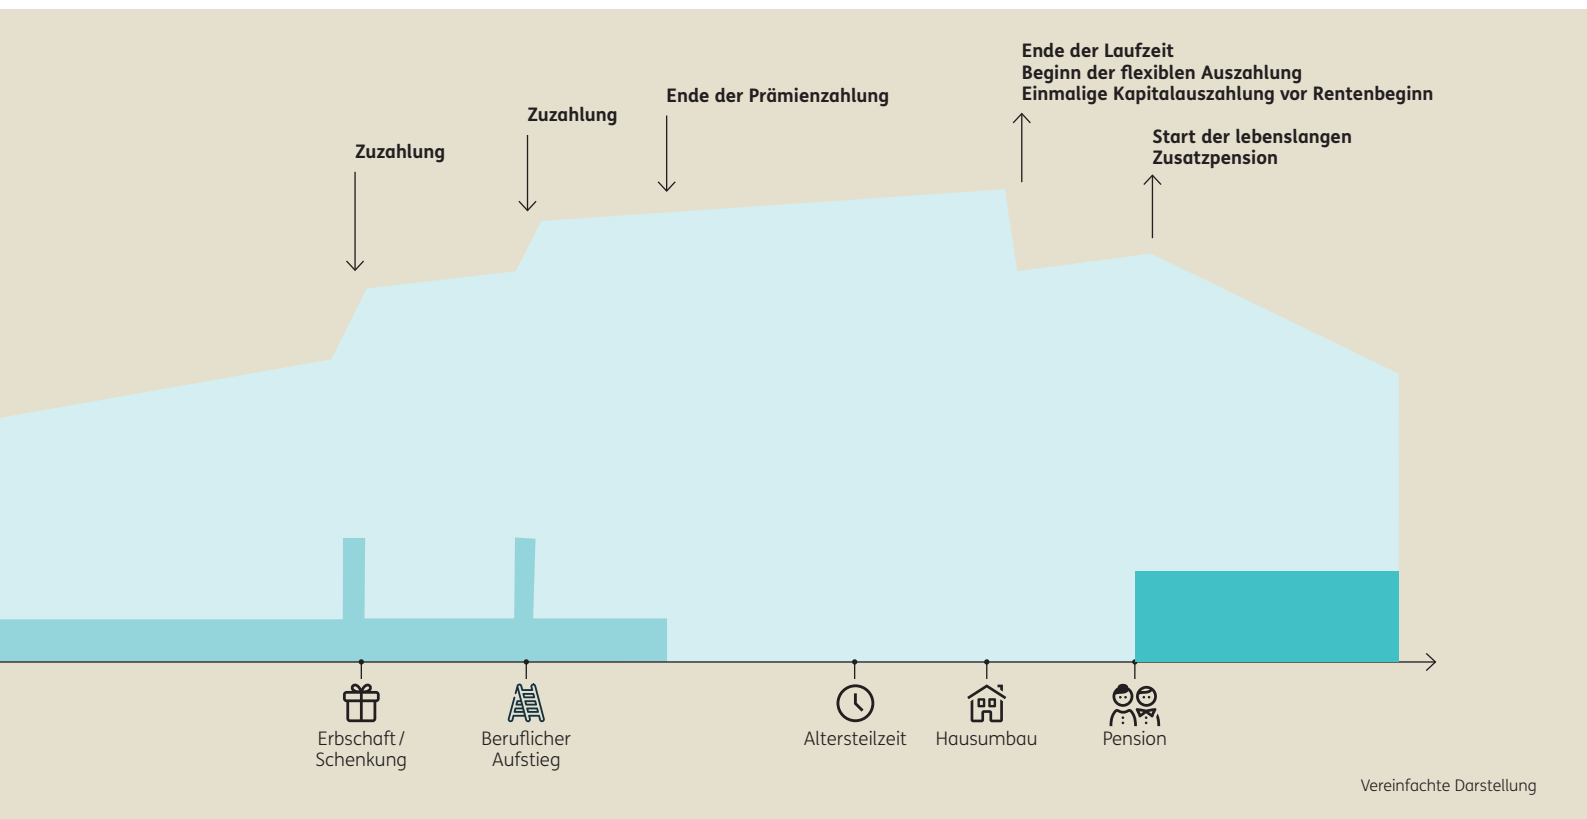 Ende der Laufzeit
Beginn der flexiblen Auszahlung
Einmalige Kapitalauszahlung vor Rentenbeginn
Ende der Prämienzahlung
Zuzahlung
Zuzahlung
Start der lebenslangen
Zusatzpension
Erbschaft/
Schenkung
Beruflicher
Aufstieg
Altersteilzeit
Hausumbau
Pension
Vereinfachte Darstellung